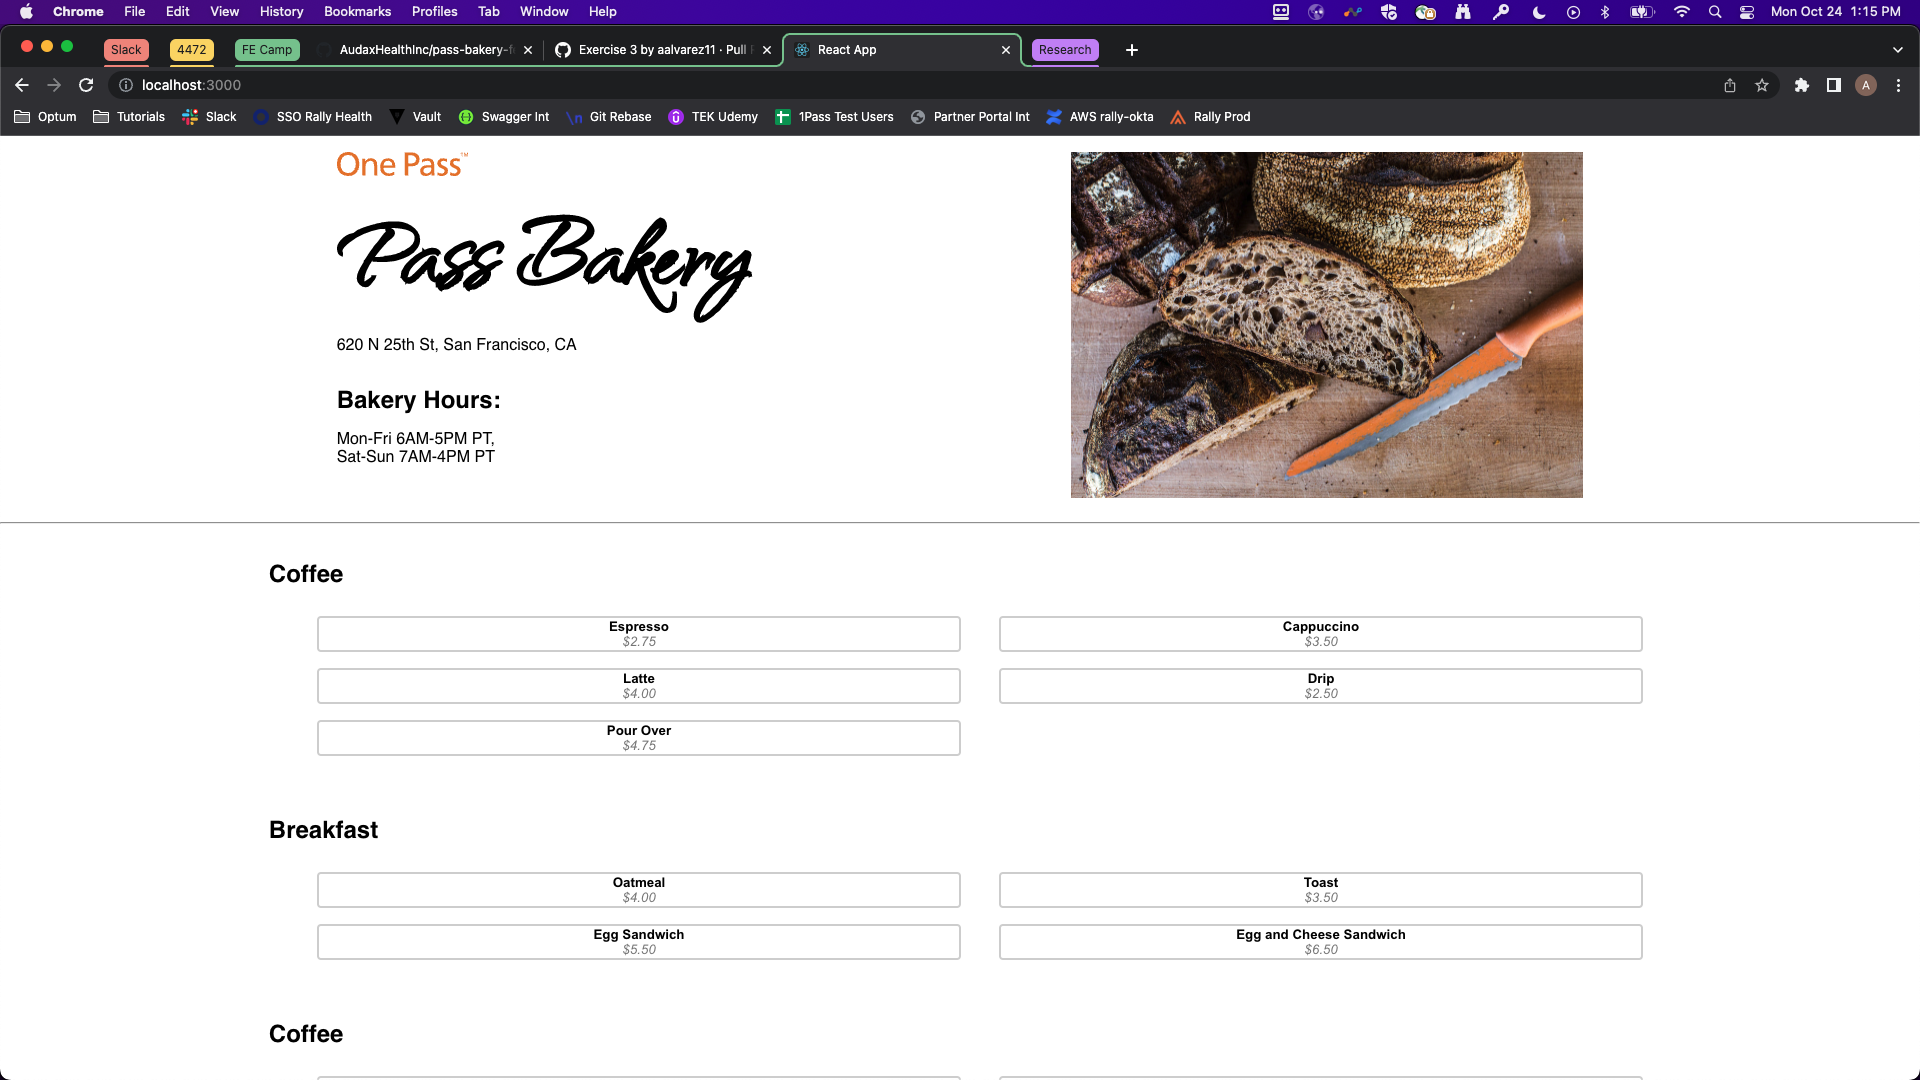 Chrome File Edit View History Bookmarks Profiles Tab Window Help Mon Oct 24 1:15 PM
Slack 4472 FE Camp AudaxHealthInc/pass-bakery-f Exercise 3 by aalvarez11 · Pull React App Research
localhost:3000 A
Optum Tutorials Slack SSO Rally Health Vault Swagger Int Git Rebase TEK Udemy 1Pass Test Users Partner Portal Int AWS rally-okta Rally Prod
One Pass™
Pass Bakery
620 N 25th St, San Francisco, CA
Bakery Hours:
Mon-Fri 6AM-5PM PT,
Sat-Sun 7AM-4PM PT
Coffee
Espresso
$2.75
Cappuccino
$3.50
Latte
$4.00
Drip
$2.50
Pour Over
$4.75
Breakfast
Oatmeal
$4.00
Toast
$3.50
Egg Sandwich
$5.50
Egg and Cheese Sandwich
$6.50
Coffee